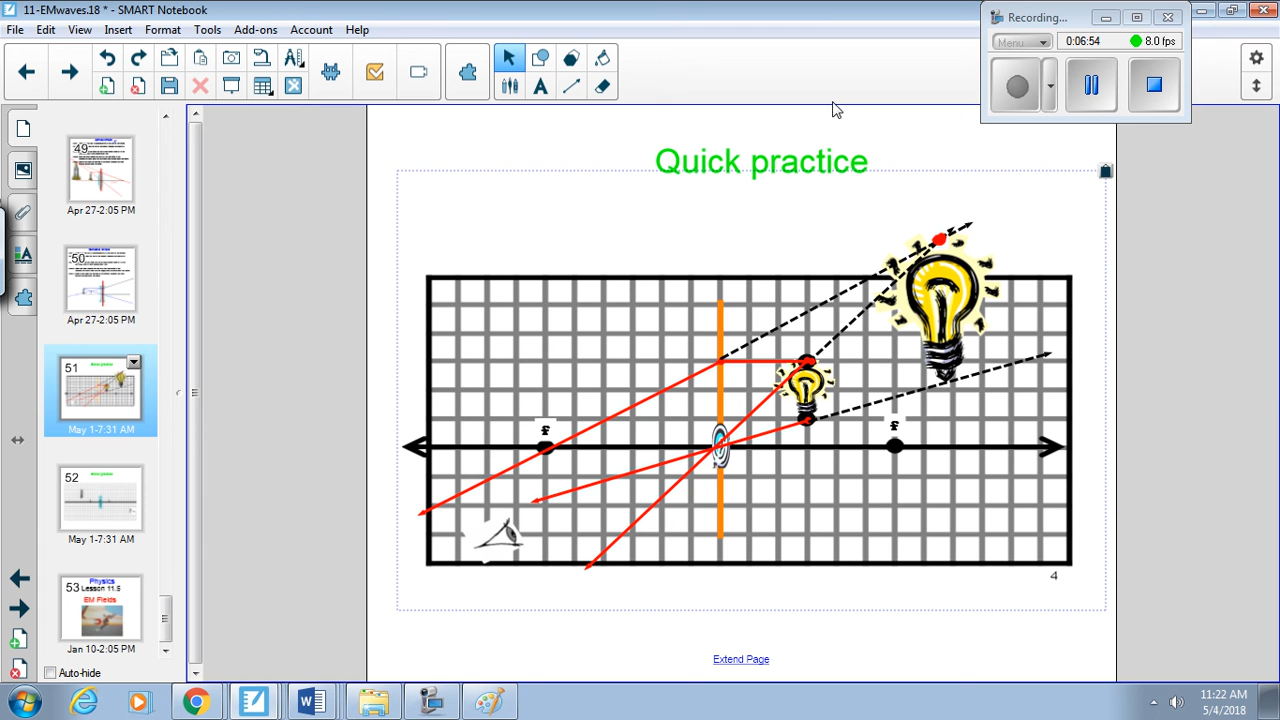 11-EMwaves.18 * - SMART Notebook
File Edit View Insert Format Tools Add-ons Account Help
Recording...
Menu 0:06:54 8.0 fps
49
Apr 27-2:05 PM
50
Apr 27-2:05 PM
51
May 1-7:31 AM
52
May 1-7:31 AM
53 Physics
Lesson 11.5
EM Fields
Jan 10-2:05 PM
Auto-hide
Quick practice
f
f
4
Extend Page
11:22 AM
5/4/2018